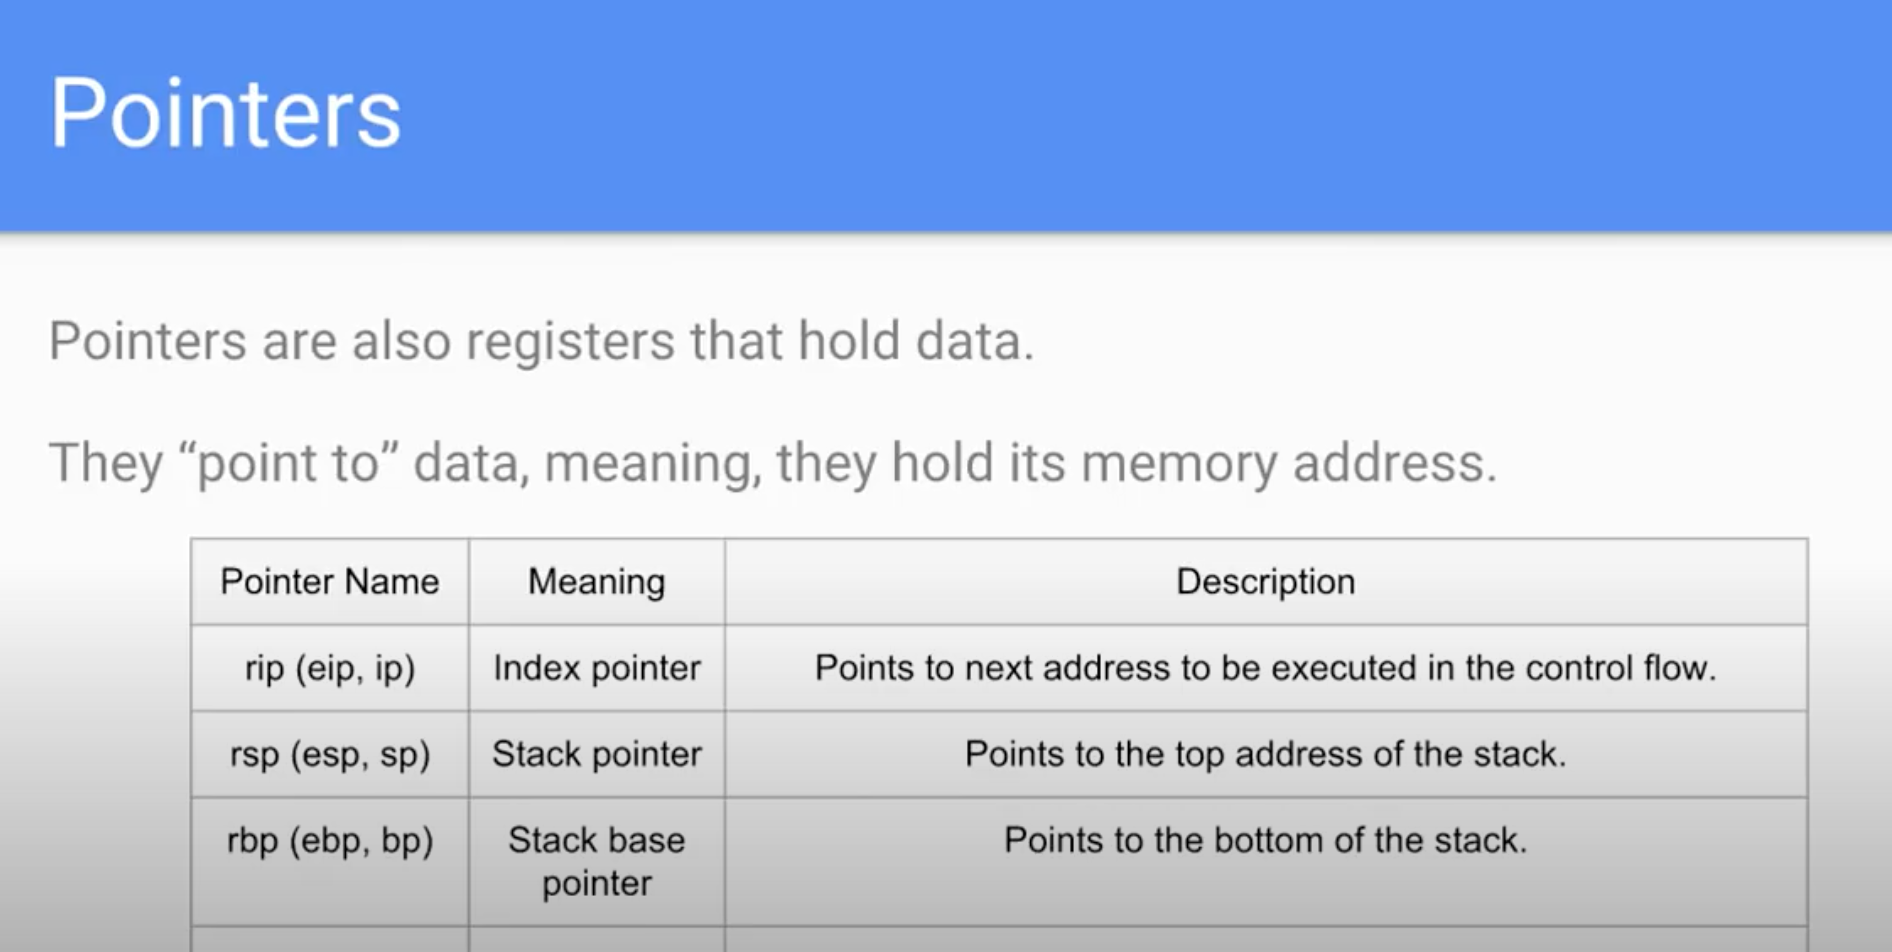 Pointers
Pointers are also registers that hold data.
They “point to” data, meaning, they hold its memory address.
Pointer Name Meaning Description
rip (eip, ip) Index pointer Points to next address to be executed in the control flow.
rsp (esp, sp) Stack pointer Points to the top address of the stack.
rbp (ebp, bp) Stack base Points to the bottom of the stack.
pointer